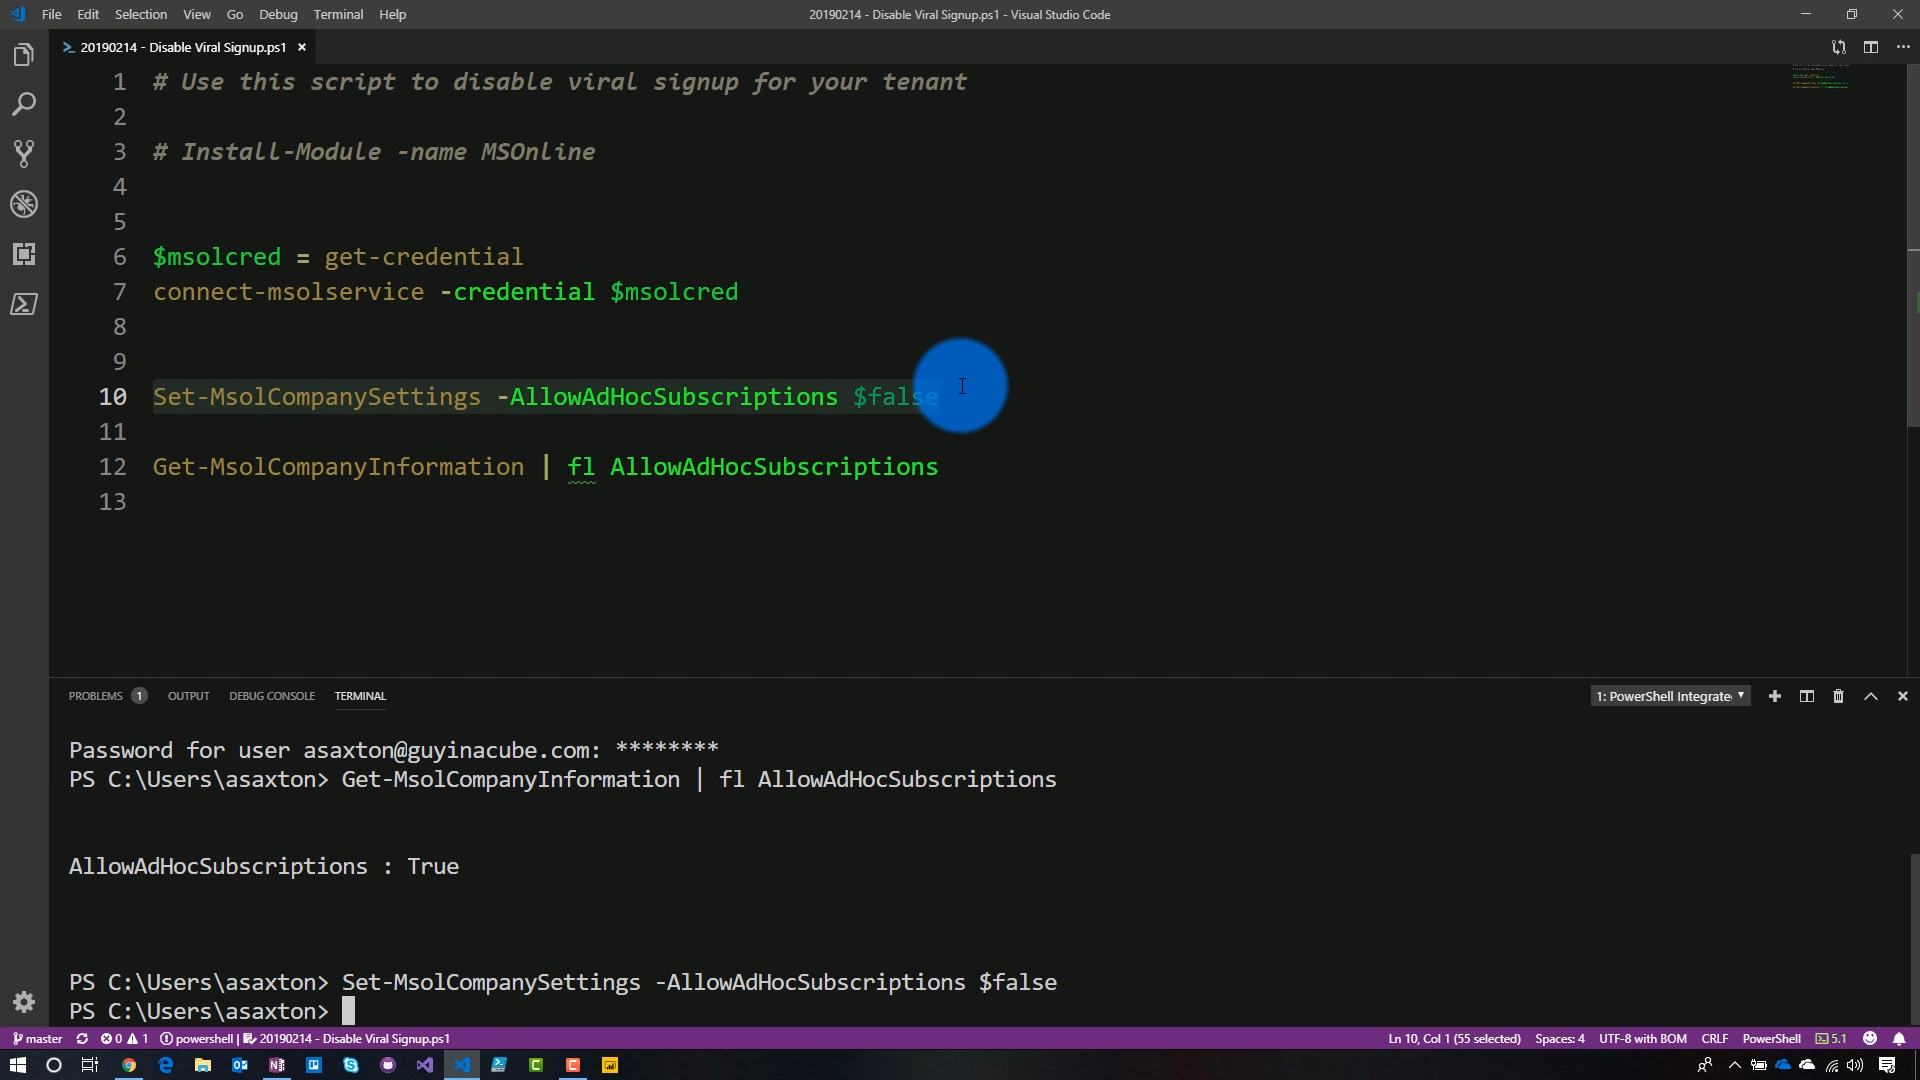 File Edit Selection View Go Debug Terminal Help
20190214 - Disable Viral Signup.ps1 - Visual Studio Code
20190214 - Disable Viral Signup.ps1
1 # Use this script to disable viral signup for your tenant
2
3 # Install-Module -name MSOnline
4
5
6 $msolcred = get-credential
7 connect-msolservice -credential $msolcred
8
9
10 Set-MsolCompanySettings -AllowAdHocSubscriptions $false
11
12 Get-MsolCompanyInformation | fl AllowAdHocSubscriptions
13
PROBLEMS 1 OUTPUT DEBUG CONSOLE TERMINAL
1: PowerShell Integrate
Password for user asaxton@guyinacube.com: ********
PS C:\Users\asaxton> Get-MsolCompanyInformation | fl AllowAdHocSubscriptions
AllowAdHocSubscriptions : True
PS C:\Users\asaxton> Set-MsolCompanySettings -AllowAdHocSubscriptions $false
PS C:\Users\asaxton>
master 0 1 powershell | 20190214 - Disable Viral Signup.ps1
Ln 10, Col 1 (55 selected) Spaces: 4 UTF-8 with BOM CRLF PowerShell 5.1